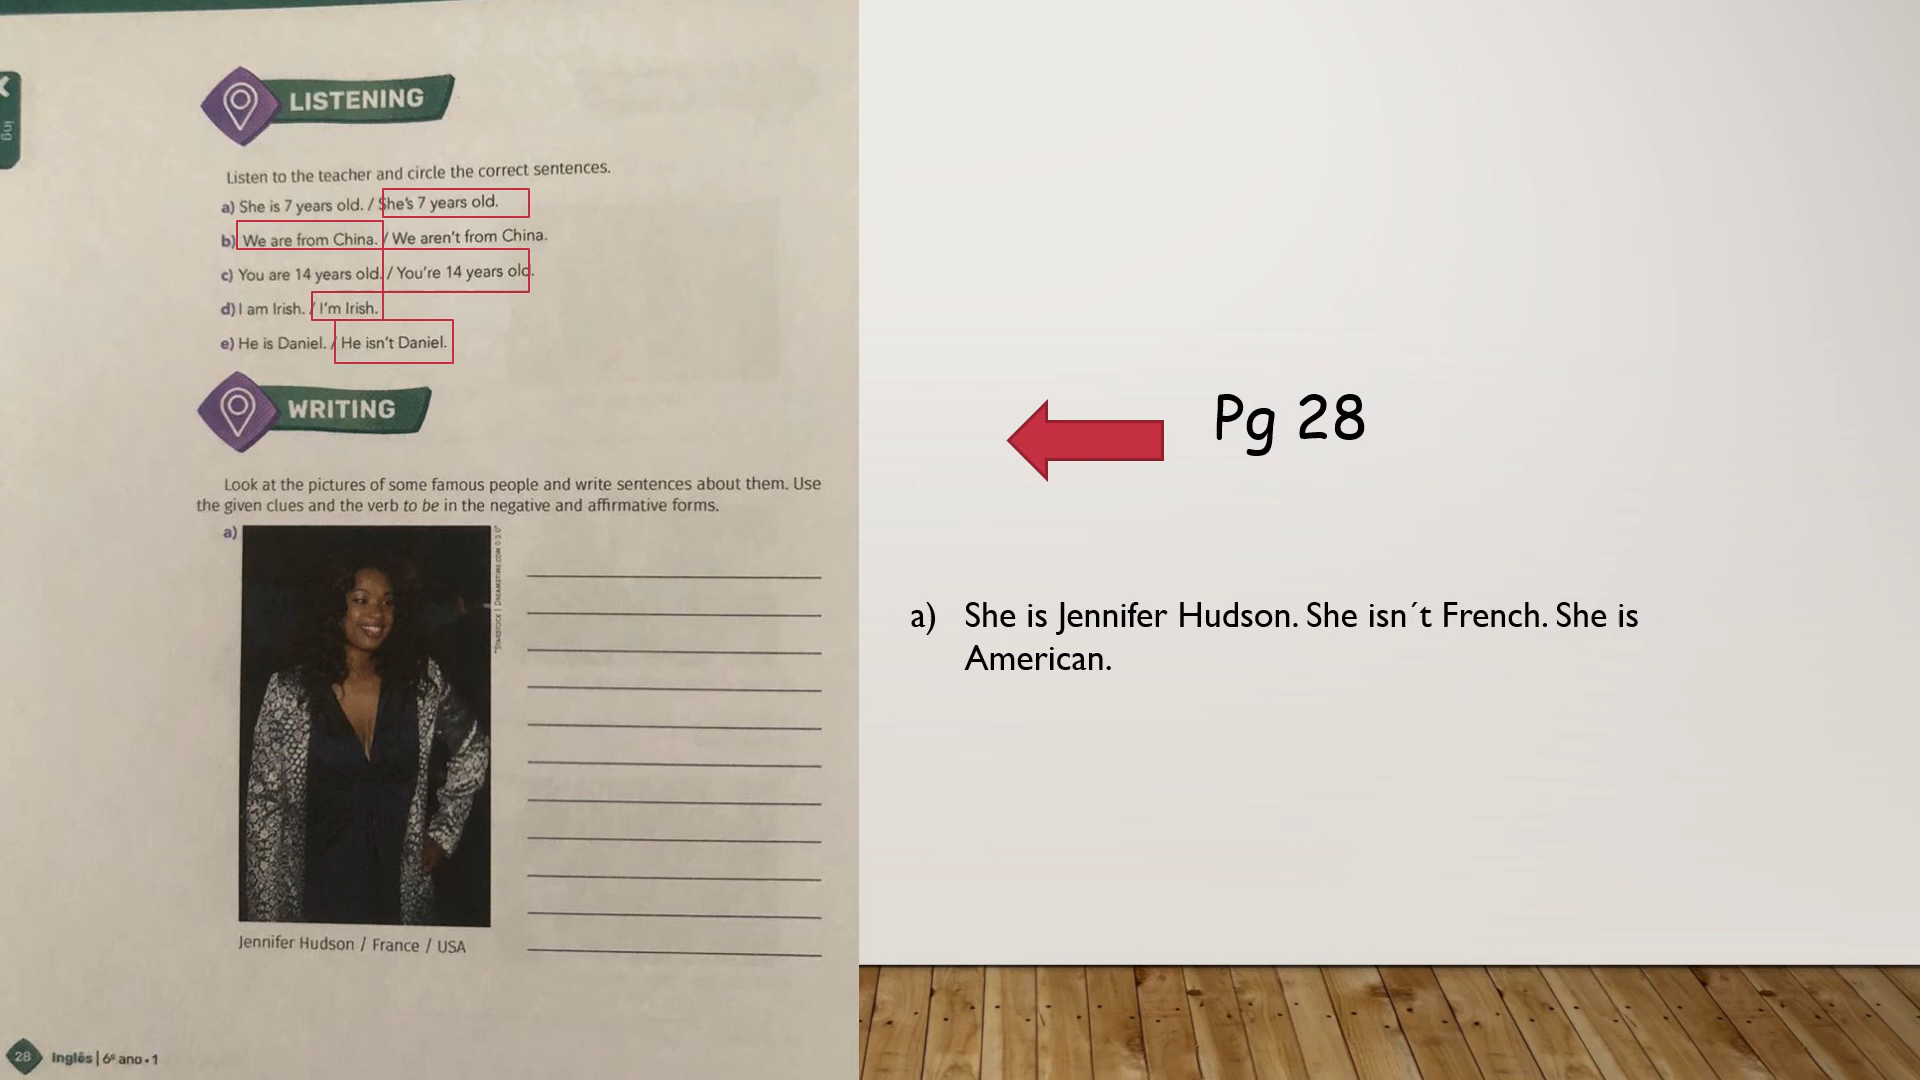 LISTENING
Listen to the teacher and circle the correct sentences.
a) She is 7 years old. / She's 7 years old.
b) We are from China. / We aren't from China.
c) You are 14 years old. / You're 14 years old.
d) I am Irish. / I'm Irish.
e) He is Daniel. / He isn't Daniel.
WRITING
Look at the pictures of some famous people and write sentences about them. Use
the given clues and the verb to be in the negative and affirmative forms.
a)
Jennifer Hudson / France / USA
28 Inglês | 6º ano • 1
ing
Pg 28
a) She is Jennifer Hudson. She isn´t French. She is
American.